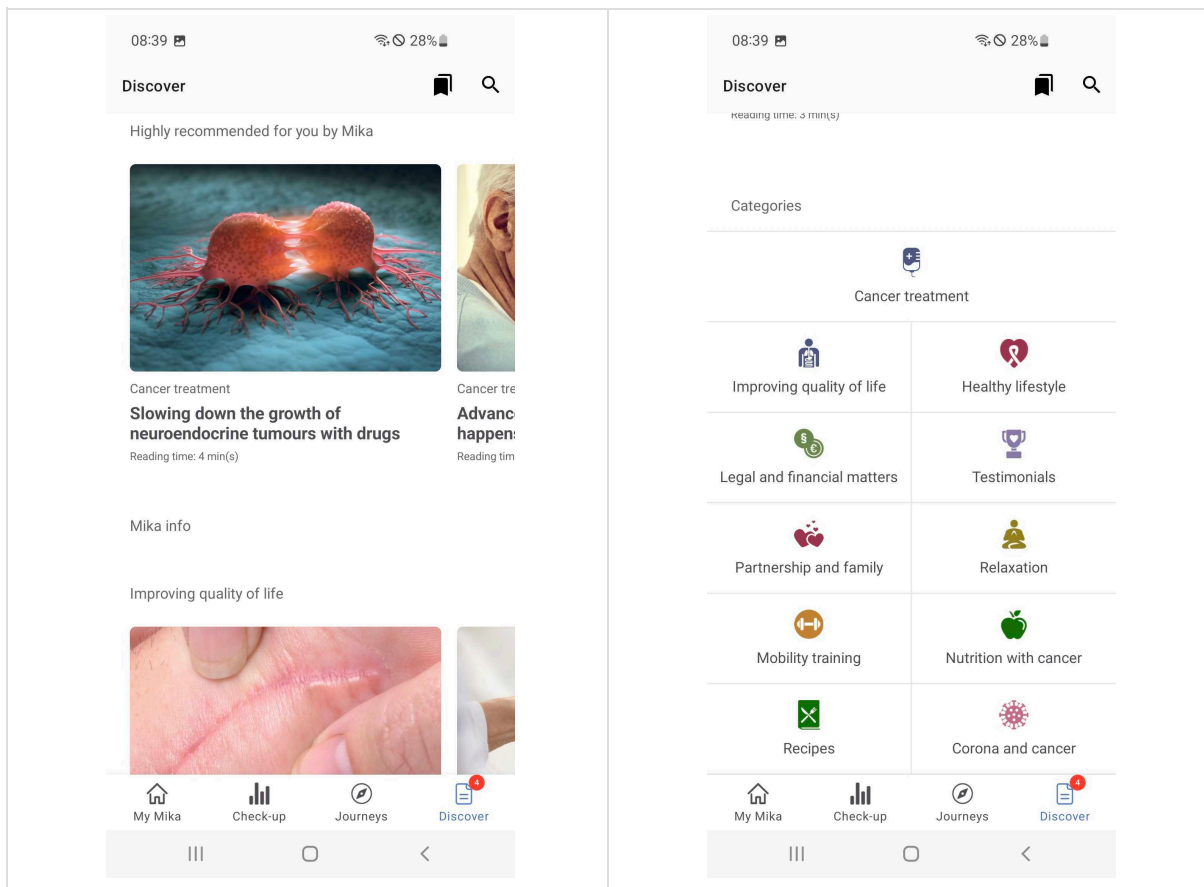 08:39
28%
Discover
Highly recommended for you by Mika
Cancer treatment
Slowing down the growth of
neuroendocrine tumours with drugs
Reading time: 4 min(s)
Cancer tre
Advanc
happens
Reading tim
Mika info
Improving quality of life
My Mika
Check-up
Journeys
4
Discover
08:39
28%
Discover
Reading time: 3 min(s)
Categories
Cancer treatment
Improving quality of life
Healthy lifestyle
Legal and financial matters
Testimonials
Partnership and family
Relaxation
Mobility training
Nutrition with cancer
Recipes
Corona and cancer
My Mika
Check-up
Journeys
4
Discover